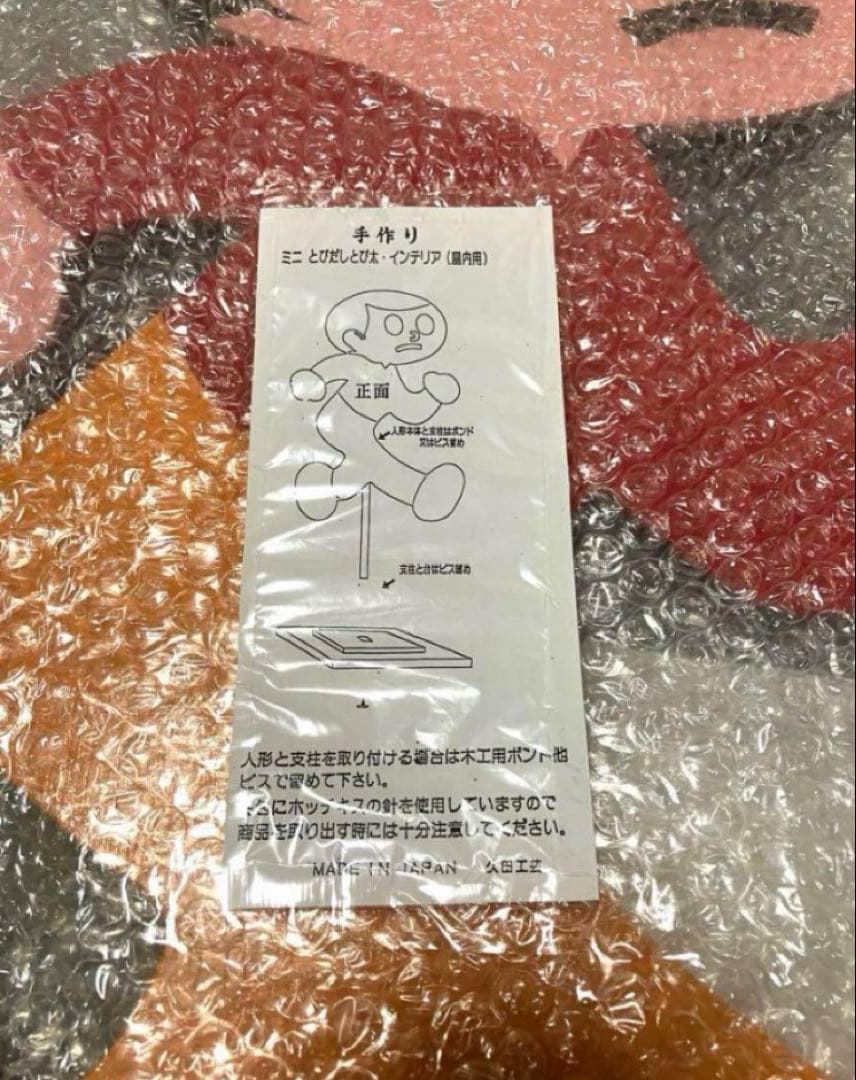 手作り
ミニ とびだしとび太・インテリア（屋内用）
正面
人形本体と支柱はボンド
又はビス留め
支柱と台はビス留め
人形と支柱を取り付ける場合は木工用ボンド他
ビスで留めて下さい。
にホッチキスの針を使用していますので
商品を取り出す時には十分注意してください。
MADE IN JAPAN 久田工芸